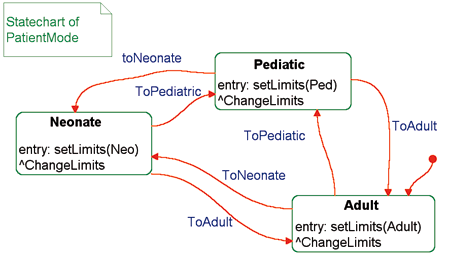 Statechart of
PatientMode
toNeonate
Pediatic
entry: setLimits(Ped)
^ChangeLimits
ToPediatric
Neonate
entry: setLimits(Neo)
^ChangeLimits
ToAdult
ToPediatic
ToNeonate
ToAdult
Adult
entry: setLimits(Adult)
^ChangeLimits